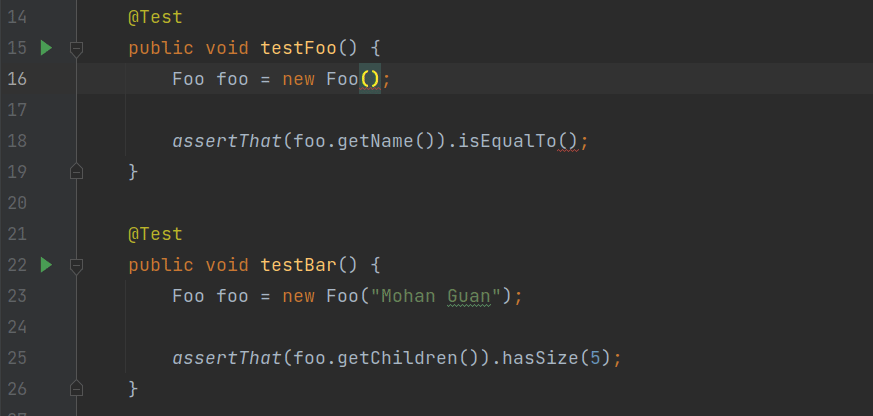 14 @Test
15 public void testFoo() {
16 Foo foo = new Foo();
17
18 assertThat(foo.getName()).isEqualTo();
19 }
20
21 @Test
22 public void testBar() {
23 Foo foo = new Foo("Mohan Guan");
24
25 assertThat(foo.getChildren()).hasSize(5);
26 }